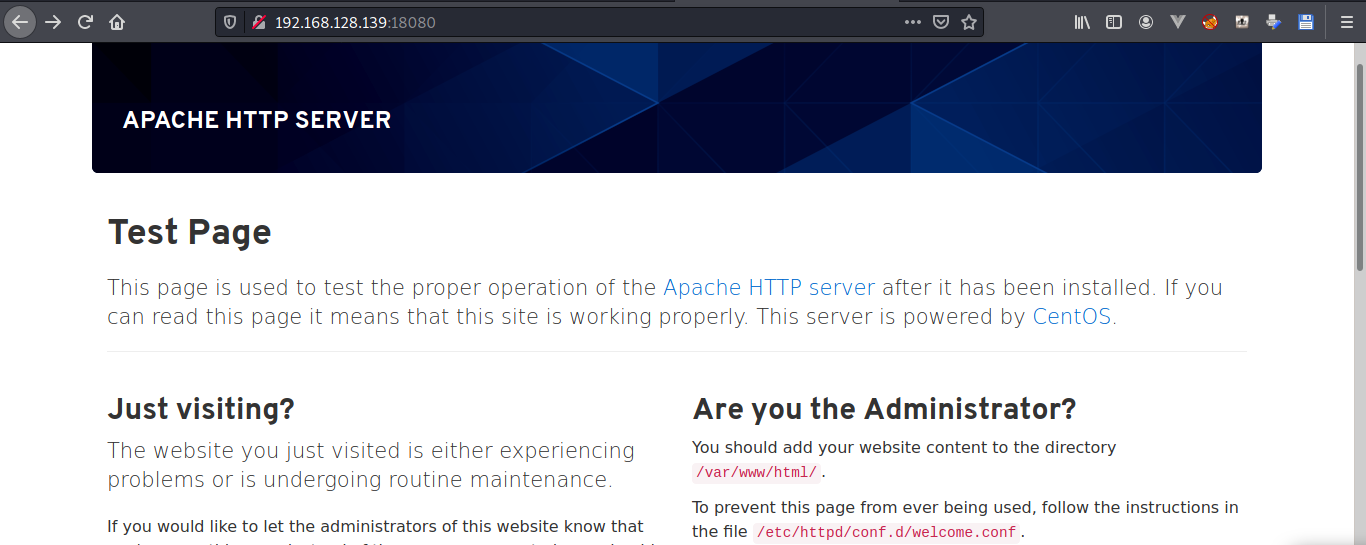 192.168.128.139:18080
APACHE HTTP SERVER
Test Page
This page is used to test the proper operation of the Apache HTTP server after it has been installed. If you
can read this page it means that this site is working properly. This server is powered by CentOS.
Just visiting?
The website you just visited is either experiencing
problems or is undergoing routine maintenance.
If you would like to let the administrators of this website know that
Are you the Administrator?
You should add your website content to the directory
/var/www/html/.
To prevent this page from ever being used, follow the instructions in
the file /etc/httpd/conf.d/welcome.conf.